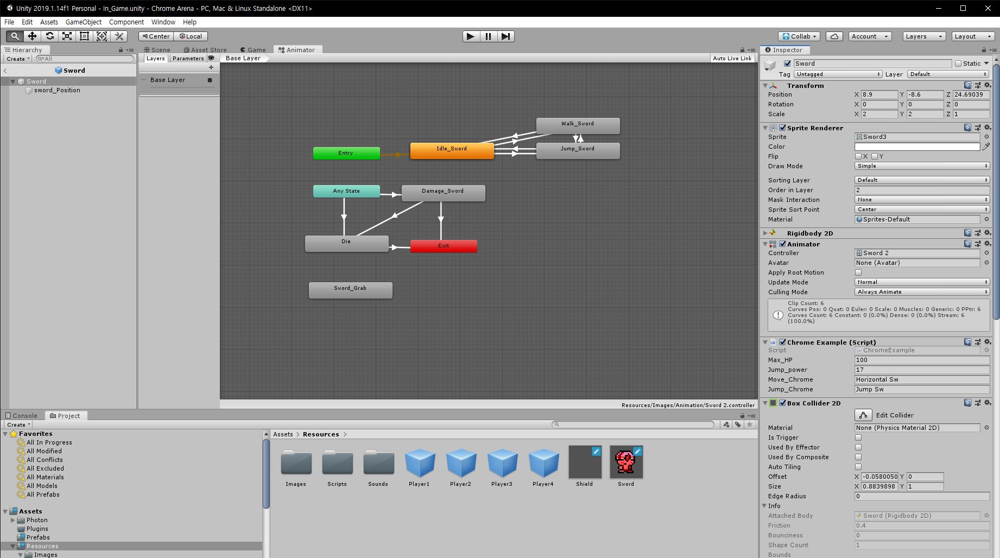 Unity 2019.1.14f1 Personal - In_Game.unity - Chrome Arena - PC, Mac & Linux Standalone <DX11>
File Edit Assets GameObject Component Window Help
Center Local Collab Account Layers Layout
Hierarchy
Create All
Sword
Sword
sword_Position
Scene Asset Store Game Animator
Layers Parameters Base Layer Auto Live Link
Base Layer
Walk_Sword
Idle_Sword
Jump_Sword
Entry
Any State
Damage_Sword
Die
Exit
Sword_Grab
Resources/Images/Animation/Sword 2.controller
Console Project
Create
Favorites
All In Progress
All Modified
All Conflicts
All Excluded
All Materials
All Models
All Prefabs
Assets
Photon
Plugins
Prefabs
Resources
Images
Assets > Resources >
Images Scripts Sounds Player1 Player2 Player3 Player4 Shield Sword
Inspector
Sword Static
Tag Untagged Layer Default
Transform
Position X 8.9 Y -8.6 Z 24.69039
Rotation X 0 Y 0 Z 0
Scale X 2 Y 2 Z 1
Sprite Renderer
Sprite Sword3
Color
Flip X Y
Draw Mode Simple
Sorting Layer Default
Order in Layer 2
Mask Interaction None
Sprite Sort Point Center
Material Sprites-Default
Rigidbody 2D
Animator
Controller Sword 2
Avatar None (Avatar)
Apply Root Motion
Update Mode Normal
Culling Mode Always Animate
Clip Count: 6
Curves Pos: 0 Quat: 0 Euler: 0 Scale: 0 Muscles: 0 Generic: 0 PPtr: 6
Curves Count: 6 Constant: 0 (0.0%) Dense: 0 (0.0%) Stream: 6
(100.0%)
Chrome Example (Script)
Script ChromeExample
Max_HP 100
Jump_power 17
Move_Chrome Horizontal Sw
Jump_Chrome Jump Sw
Box Collider 2D
Edit Collider
Material None (Physics Material 2D)
Is Trigger
Used By Effector
Used By Composite
Auto Tiling
Offset X -0.0580050 Y 0
Size X 0.8839898 Y 1
Edge Radius 0
Info
Attached Body Sword (Rigidbody 2D)
Friction 0.4
Bounciness 0
Shape Count 1
Bounds